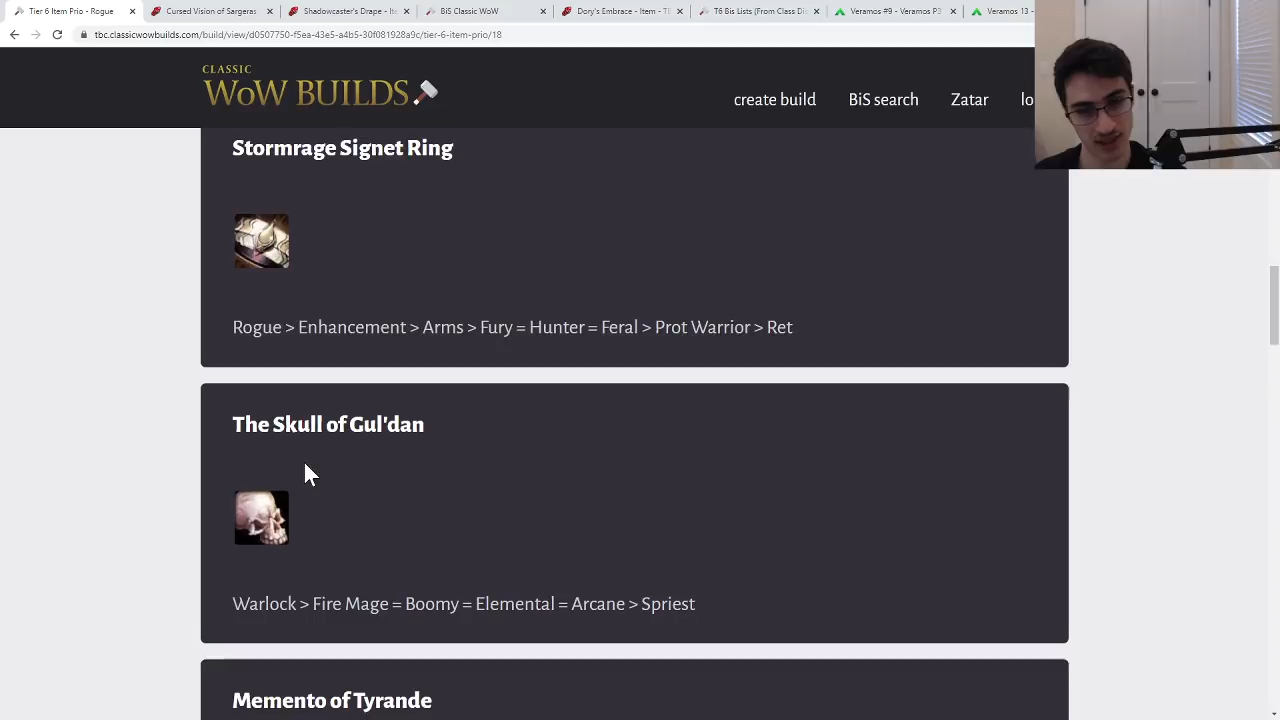 Tier 6 Item Prio - Rogue
Cursed Vision of Sargeras
Shadowcaster's Drape - Ite
BiS Classic WoW
Dory's Embrace - Item - TB
T6 Bis Lists (From Class Dis
Veramos #9 - Veramos P3
Veramos 13 -
tbc.classicwowbuilds.com/build/view/d0507750-f5ea-43e5-a4b5-30f081928a9c/tier-6-item-prio/18
CLASSIC
WoW BUILDS
create build
BiS search
Zatar
lo
Stormrage Signet Ring
Rogue > Enhancement > Arms > Fury = Hunter = Feral > Prot Warrior > Ret
The Skull of Gul'dan
Warlock > Fire Mage = Boomy = Elemental = Arcane > Spriest
Memento of Tyrande